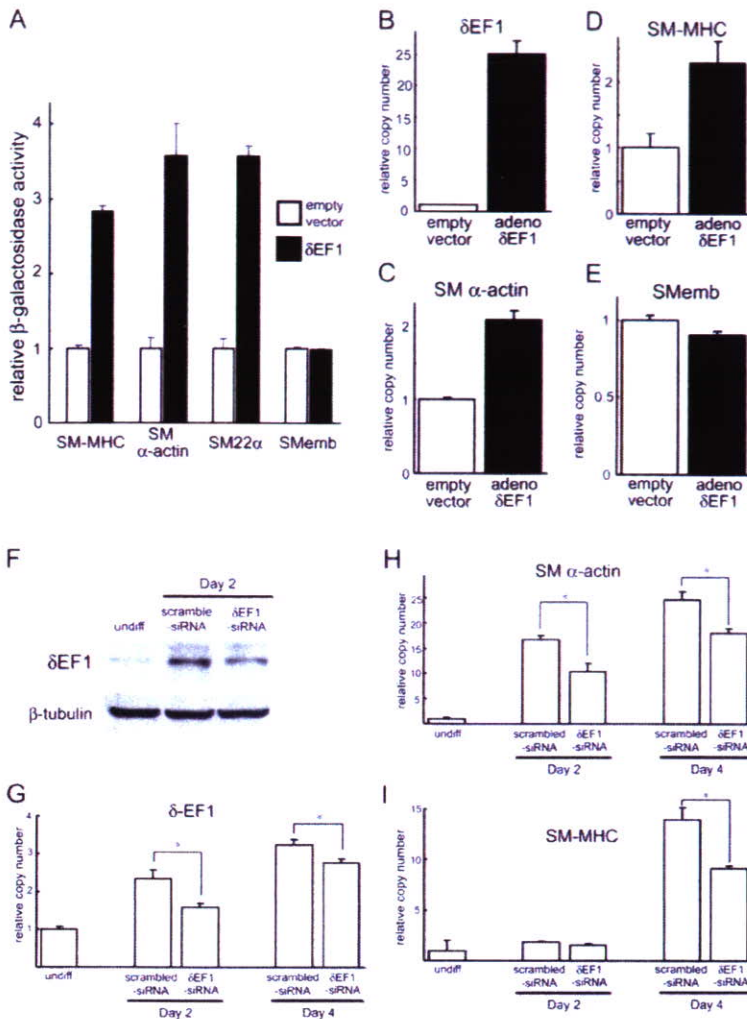 A
relative β-galactosidase activity
4
3
2
1
0
empty
vector
δEF1
SM-MHC
SM
α-actin
SM22α
SMemb
B
δEF1
relative copy number
25
20
15
10
5
0
empty
vector
adeno
δEF1
D
SM-MHC
relative copy number
2
1
0
empty
vector
adeno
δEF1
C
SM α-actin
relative copy number
2
1
0
empty
vector
adeno
δEF1
E
SMemb
relative copy number
1
0.5
0
empty
vector
adeno
δEF1
F
Day 2
undiff
scramble
-siRNA
δEF1
-siRNA
δEF1
β-tubulin
G
δ-EF1
relative copy number
4
3
2
1
0
*
*
undiff
scrambled
-siRNA
δEF1
-siRNA
scrambled
-siRNA
δEF1
-siRNA
Day 2
Day 4
H
SM α-actin
relative copy number
25
20
15
10
5
*
*
undiff
scrambled
-siRNA
δEF1
-siRNA
scrambled
-siRNA
δEF1
-siRNA
Day 2
Day 4
I
SM-MHC
relative copy number
15
10
5
0
*
undiff
scrambled
-siRNA
δEF1
-siRNA
scrambled
-siRNA
δEF1
-siRNA
Day 2
Day 4